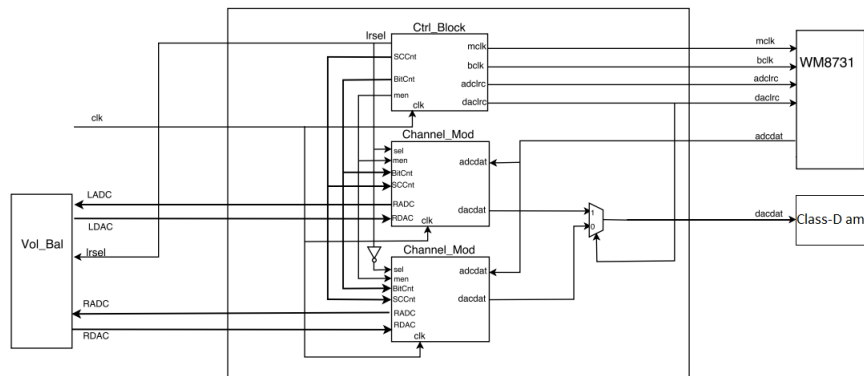 Ctrl_Block
lrsel
SCCnt
BitCnt
men
clk
mclk
bclk
adclrc
daclrc
mclk
bclk
adclrc
daclrc
adcdat
WM8731
clk
Channel_Mod
sel
men
BitCnt
SCCnt
RADC
RDAC
clk
adcdat
dacdat
1
0
dacdat
Class-D am
Vol_Bal
LADC
LDAC
lrsel
RADC
RDAC
Channel_Mod
sel
men
BitCnt
SCCnt
RADC
RDAC
clk
adcdat
dacdat